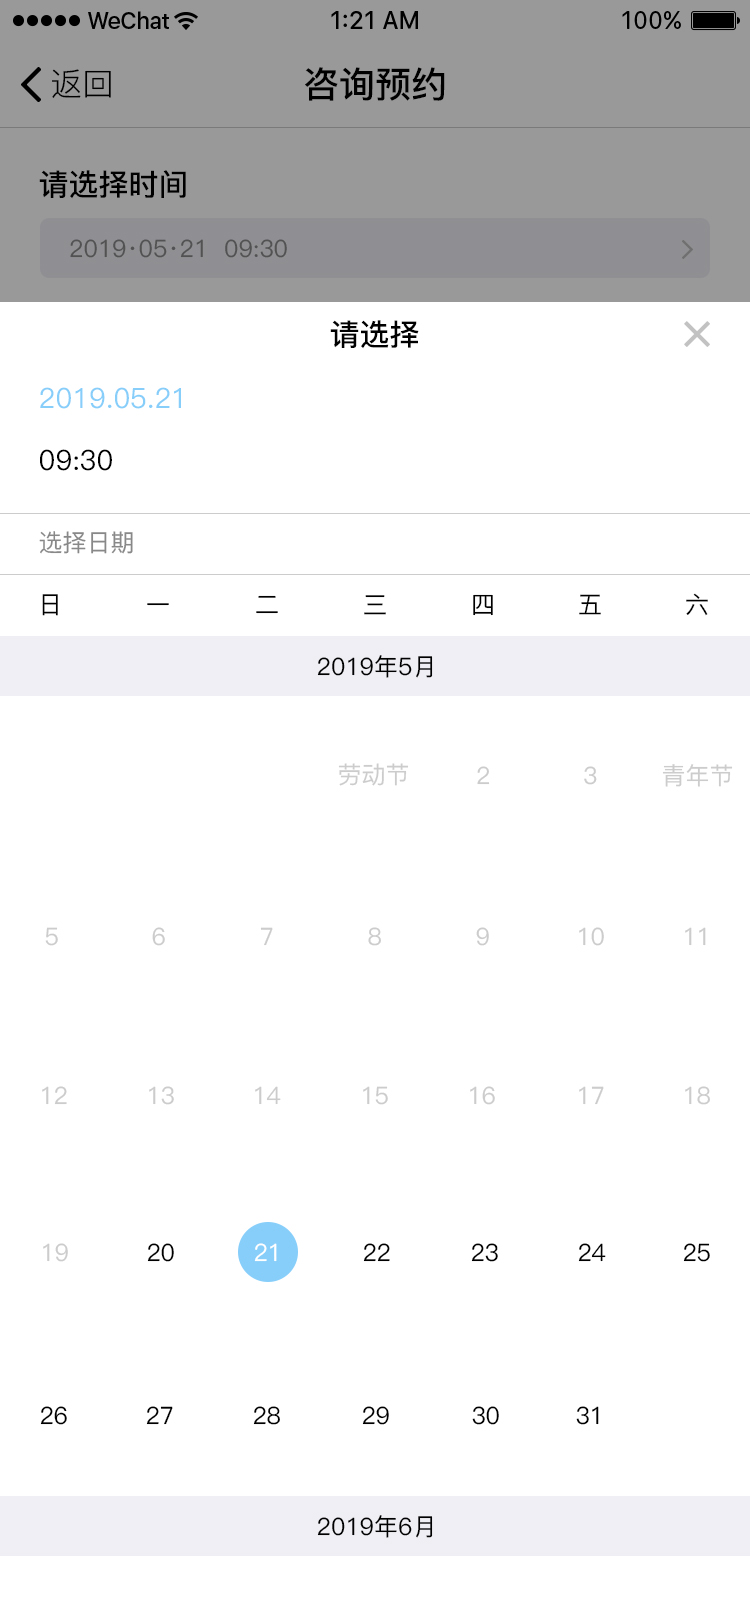 WeChat 1:21 AM 100%
返回 咨询预约
请选择时间
2019·05·21 09:30
请选择
2019.05.21
09:30
选择日期
日 一 二 三 四 五 六
2019年5月
劳动节 2 3 青年节
5 6 7 8 9 10 11
12 13 14 15 16 17 18
19 20 21 22 23 24 25
26 27 28 29 30 31
2019年6月